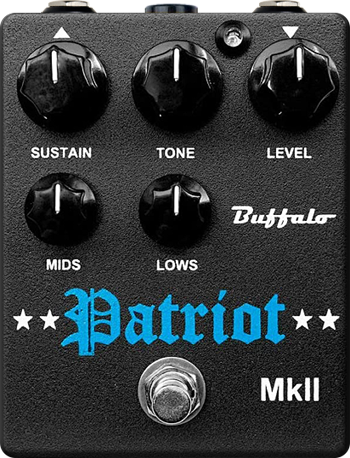 SUSTAIN TONE LEVEL
MIDS LOWS
Buffalo
Patriot
MkII